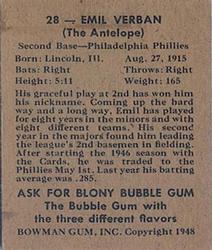 28 — EMIL VERBAN
(The Antelope)
Second Base—Philadelphia Phillies
Born: Lincoln, Ill. Aug. 27, 1915
Bats: Right Throws: Right
Height: 5:11 Weight: 165
His graceful play at 2nd has won him
his nickname. Coming up the hard
way and a long way, Emil has played
for eight years in the minors and with
eight different teams. His second
year in the majors found him leading
the league's 2nd basemen in fielding.
After starting the 1946 season with
the Cards, he was traded to the
Phillies May 1st. Last year his batting
average was .285.
ASK FOR BLONY BUBBLE GUM
The Bubble Gum with
the three different flavors
BOWMAN GUM, INC. Copyright 1948